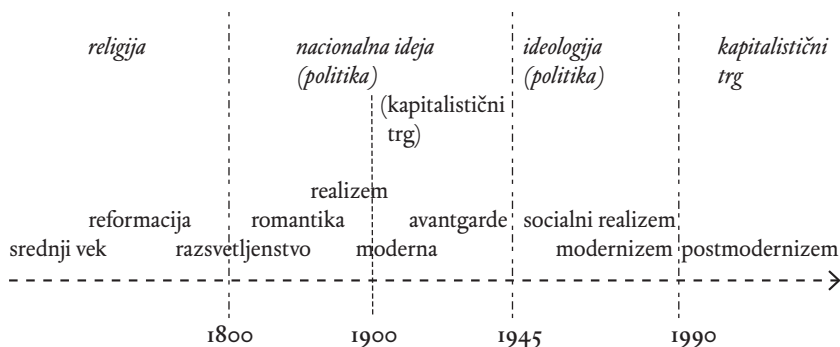 religija nacionalna ideja ideologija kapitalistični
(politika) (politika) trg
(kapitalistični
trg)
realizem
reformacija romantika avantgarde socialni realizem
srednji vek razsvetljenstvo moderna modernizem postmodernizem
1800 1900 1945 1990